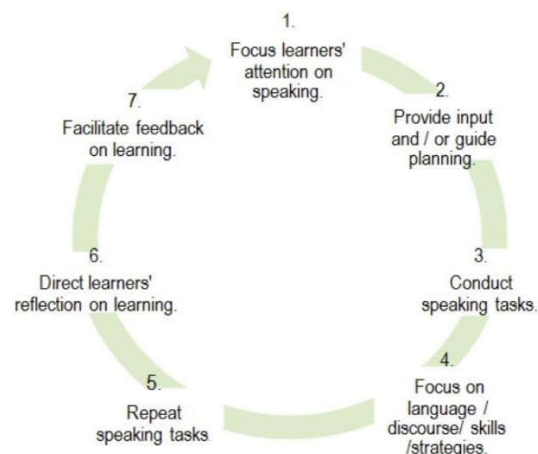 1.
Focus learners'
attention on
speaking.
2.
Provide input
and / or guide
planning.
3.
Conduct
speaking tasks.
4.
Focus on
language /
discourse/ skills
/strategies.
5.
Repeat
speaking tasks
6.
Direct learners'
reflection on learning.
7.
Facilitate feedback
on learning.